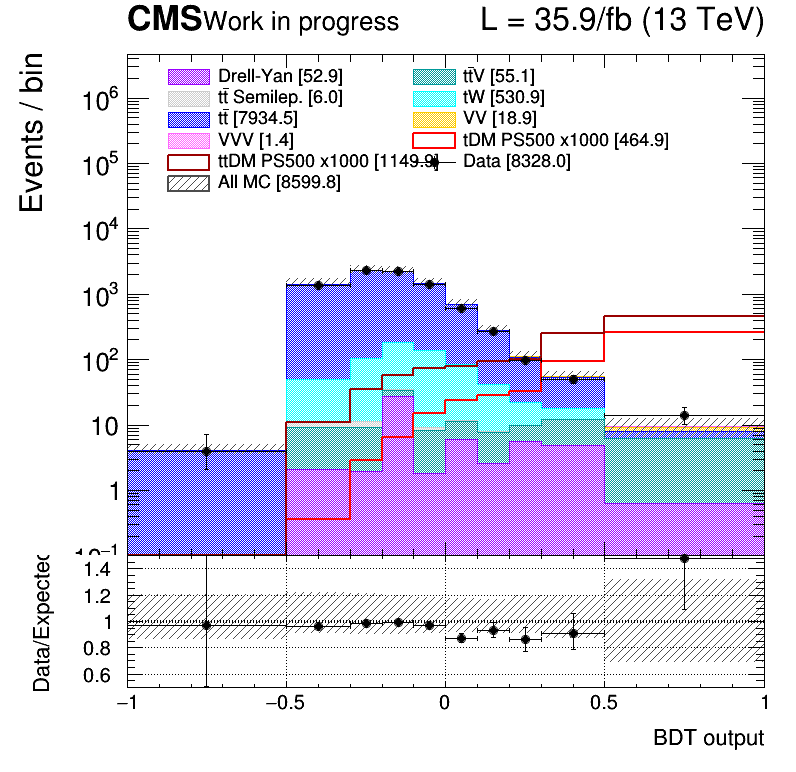 CMS Work in progress L = 35.9/fb (13 TeV)
Events / bin
Drell-Yan [52.9] tt̄V [55.1]
tt̄ Semilep. [6.0] tW [530.9]
tt̄ [7934.5] VV [18.9]
VVV [1.4] tDM PS500 x1000 [464.9]
ttDM PS500 x1000 [1149.9] Data [8328.0]
All MC [8599.8]
10⁶
10⁵
10⁴
10³
10²
10
1
10⁻¹
Data/Expected
1.4
1.2
1
0.8
0.6
−1 −0.5 0 0.5 1
BDT output